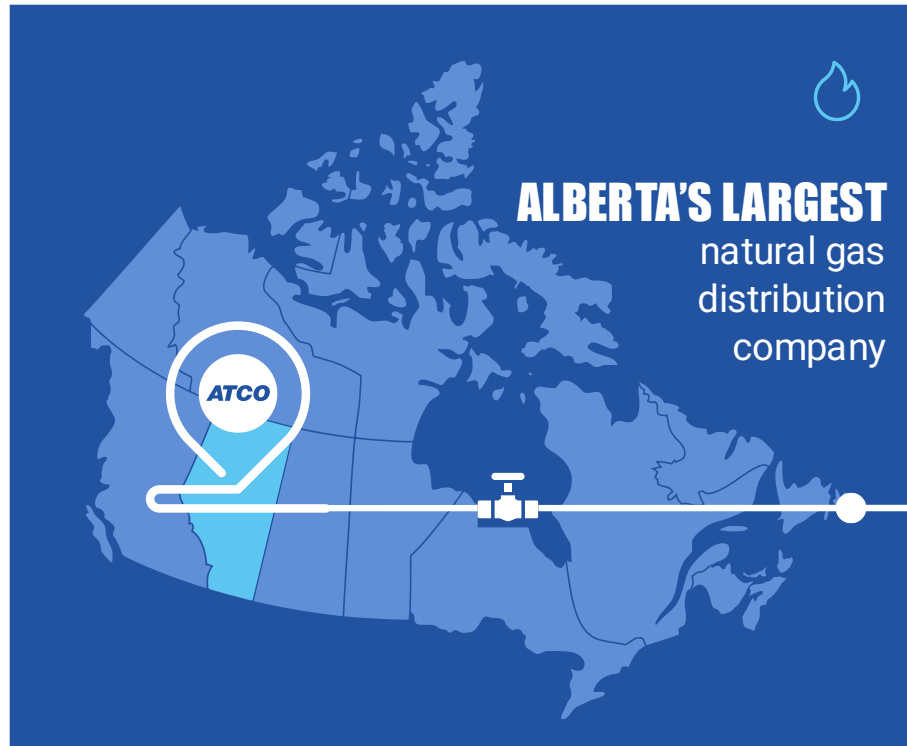 ALBERTA'S LARGEST
natural gas
distribution
company
ATCO